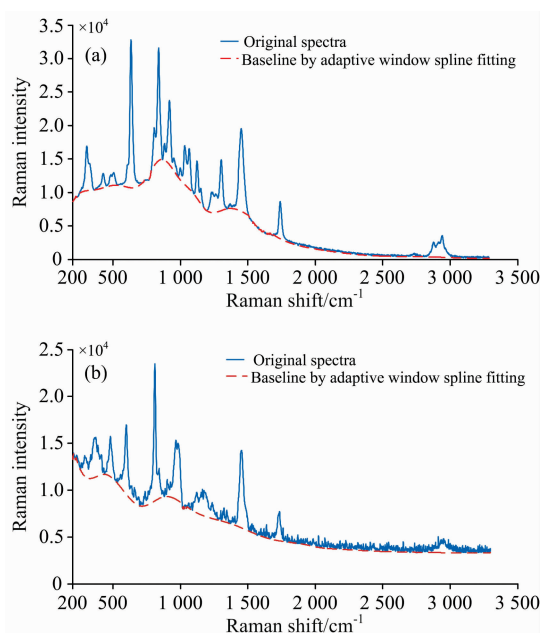 ×10⁴
3.5
(a)
Original spectra
Baseline by adaptive window spline fitting
3.0
2.5
2.0
1.5
1.0
0.5
0
Raman intensity
200 500 1 000 1 500 2 000 2 500 3 000 3 500
Raman shift/cm⁻¹
×10⁴
2.5
(b)
Original spectra
Baseline by adaptive window spline fitting
2.0
1.5
1.0
0.5
0
Raman intensity
200 500 1 000 1 500 2 000 2 500 3 000 3 500
Raman shift/cm⁻¹